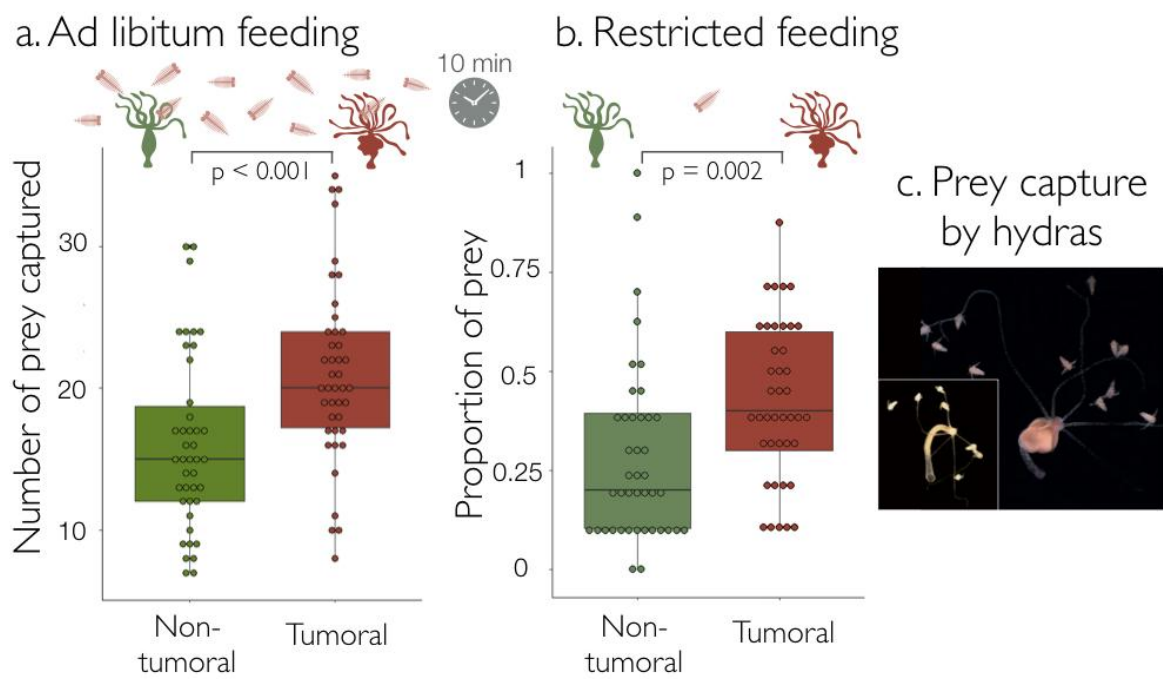 a. Ad libitum feeding
10 min
p < 0.001
Number of prey captured
30
20
10
Non-
tumoral
Tumoral
b. Restricted feeding
p = 0.002
Proportion of prey
1
0.75
0.5
0.25
0
Non-
tumoral
Tumoral
c. Prey capture
by hydras